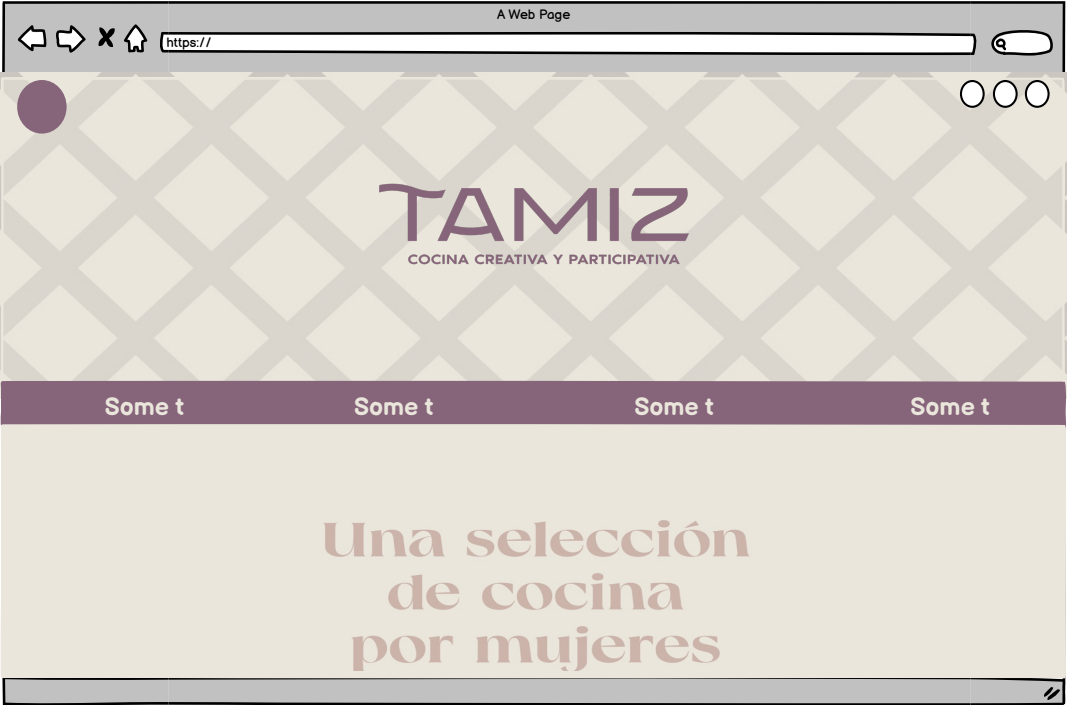 A Web Page
https://
TAMIZ
COCINA CREATIVA Y PARTICIPATIVA
Some t Some t Some t Some t
Una selección
de cocina
por mujeres